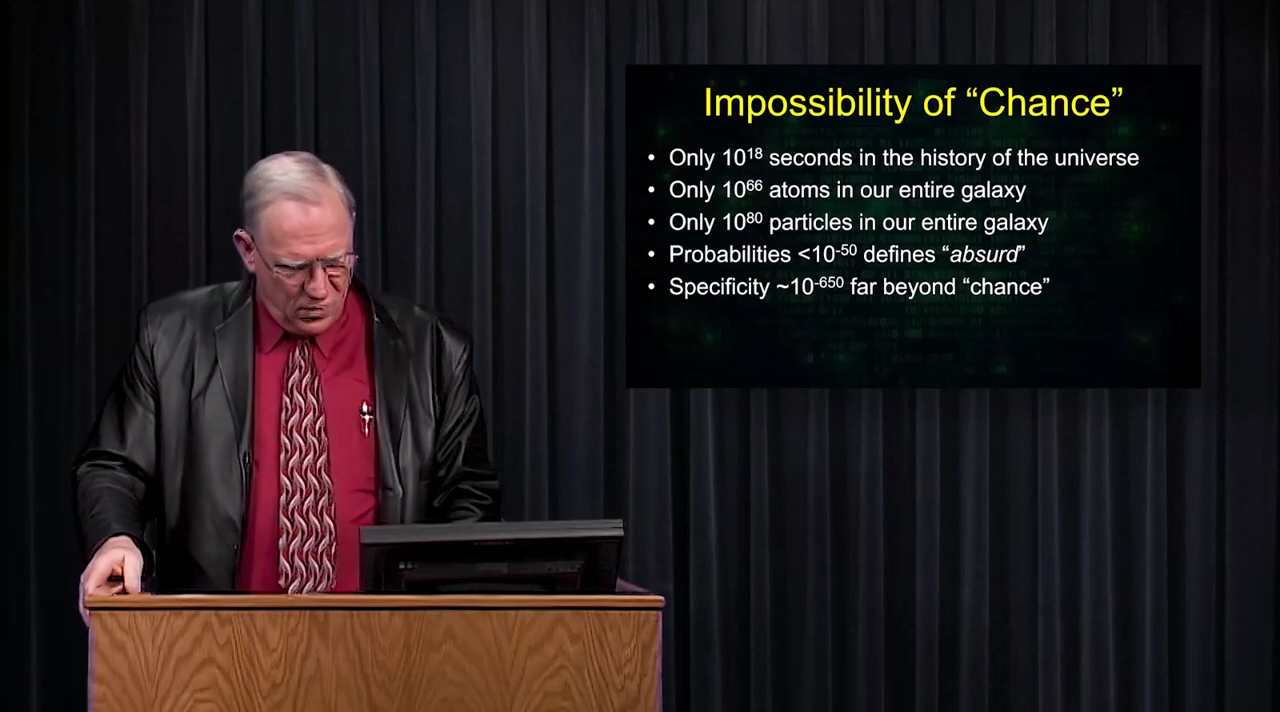 Impossibility of “Chance”
• Only 10¹⁸ seconds in the history of the universe
• Only 10⁶⁶ atoms in our entire galaxy
• Only 10⁸⁰ particles in our entire galaxy
• Probabilities <10⁻⁵⁰ defines “absurd”
• Specificity ~10⁻⁶⁵⁰ far beyond “chance”